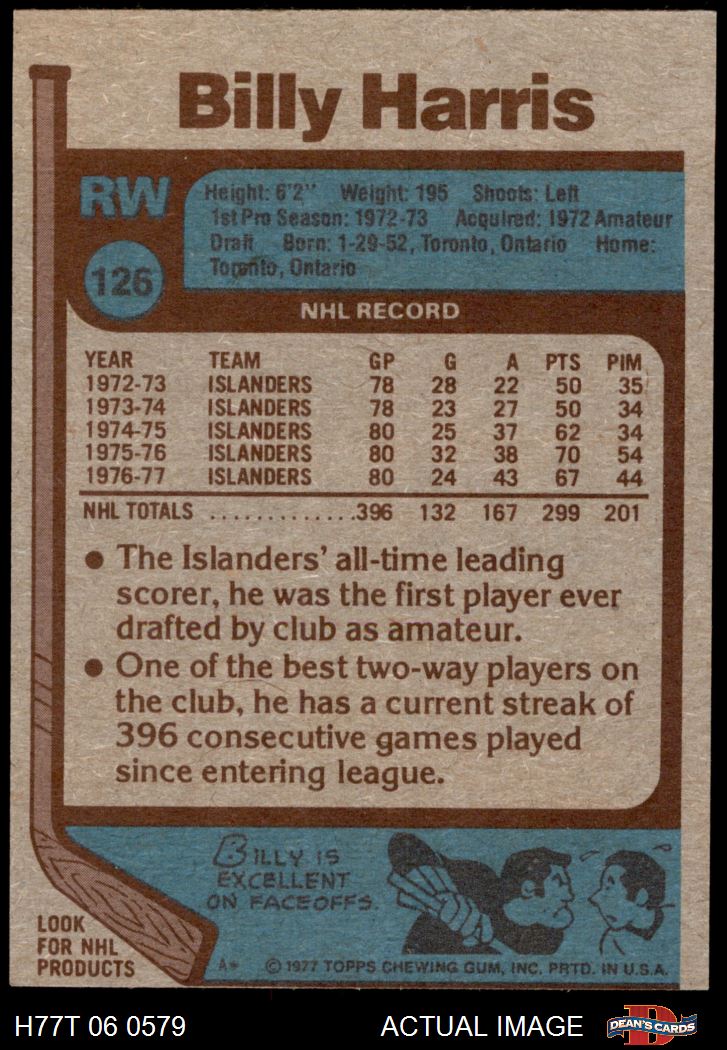 Billy Harris
RW
Height: 6'2" Weight: 195 Shoots: Left
1st Pro Season: 1972-73 Acquired: 1972 Amateur
Draft Born: 1-29-52, Toronto, Ontario Home:
Toronto, Ontario
126
NHL RECORD
YEAR TEAM GP G A PTS PIM
1972-73 ISLANDERS 78 28 22 50 35
1973-74 ISLANDERS 78 23 27 50 34
1974-75 ISLANDERS 80 25 37 62 34
1975-76 ISLANDERS 80 32 38 70 54
1976-77 ISLANDERS 80 24 43 67 44
NHL TOTALS .............396 132 167 299 201
• The Islanders' all-time leading
scorer, he was the first player ever
drafted by club as amateur.
• One of the best two-way players on
the club, he has a current streak of
396 consecutive games played
since entering league.
BILLY IS
EXCELLENT
ON FACEOFFS.
LOOK
FOR NHL
PRODUCTS
A* © 1977 TOPPS CHEWING GUM, INC. PRTD. IN U.S.A.
H77T 06 0579 ACTUAL IMAGE DEAN'S CARDS